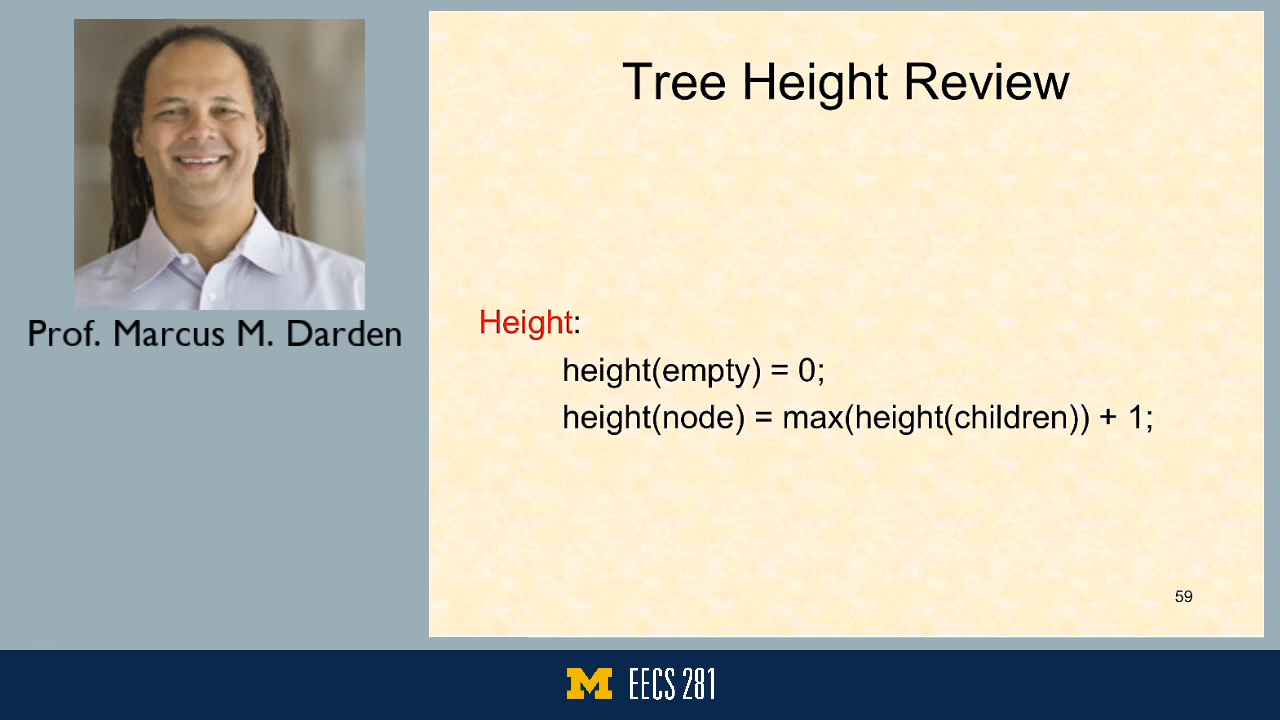 Tree Height Review
Prof. Marcus M. Darden
Height:
height(empty) = 0;
height(node) = max(height(children)) + 1;
59
M EECS 281